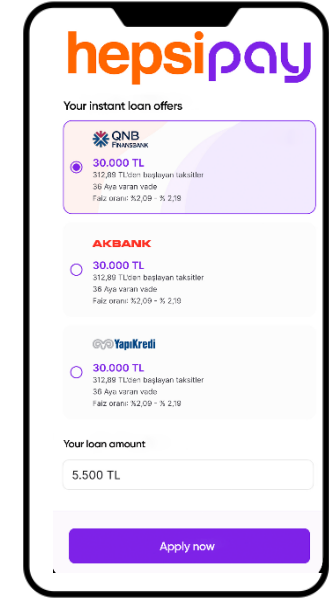 hepsipay
Your instant loan offers
QNB
FINANSBANK
30.000 TL
312,89 TL'den başlayan taksitler
36 Aya varan vade
Faiz oranı: %2,09 - % 2,19
AKBANK
30.000 TL
312,89 TL'den başlayan taksitler
36 Aya varan vade
Faiz oranı: %2,09 - % 2,19
YapıKredi
30.000 TL
312,89 TL'den başlayan taksitler
36 Aya varan vade
Faiz oranı: %2,09 - % 2,19
Your loan amount
5.500 TL
Apply now